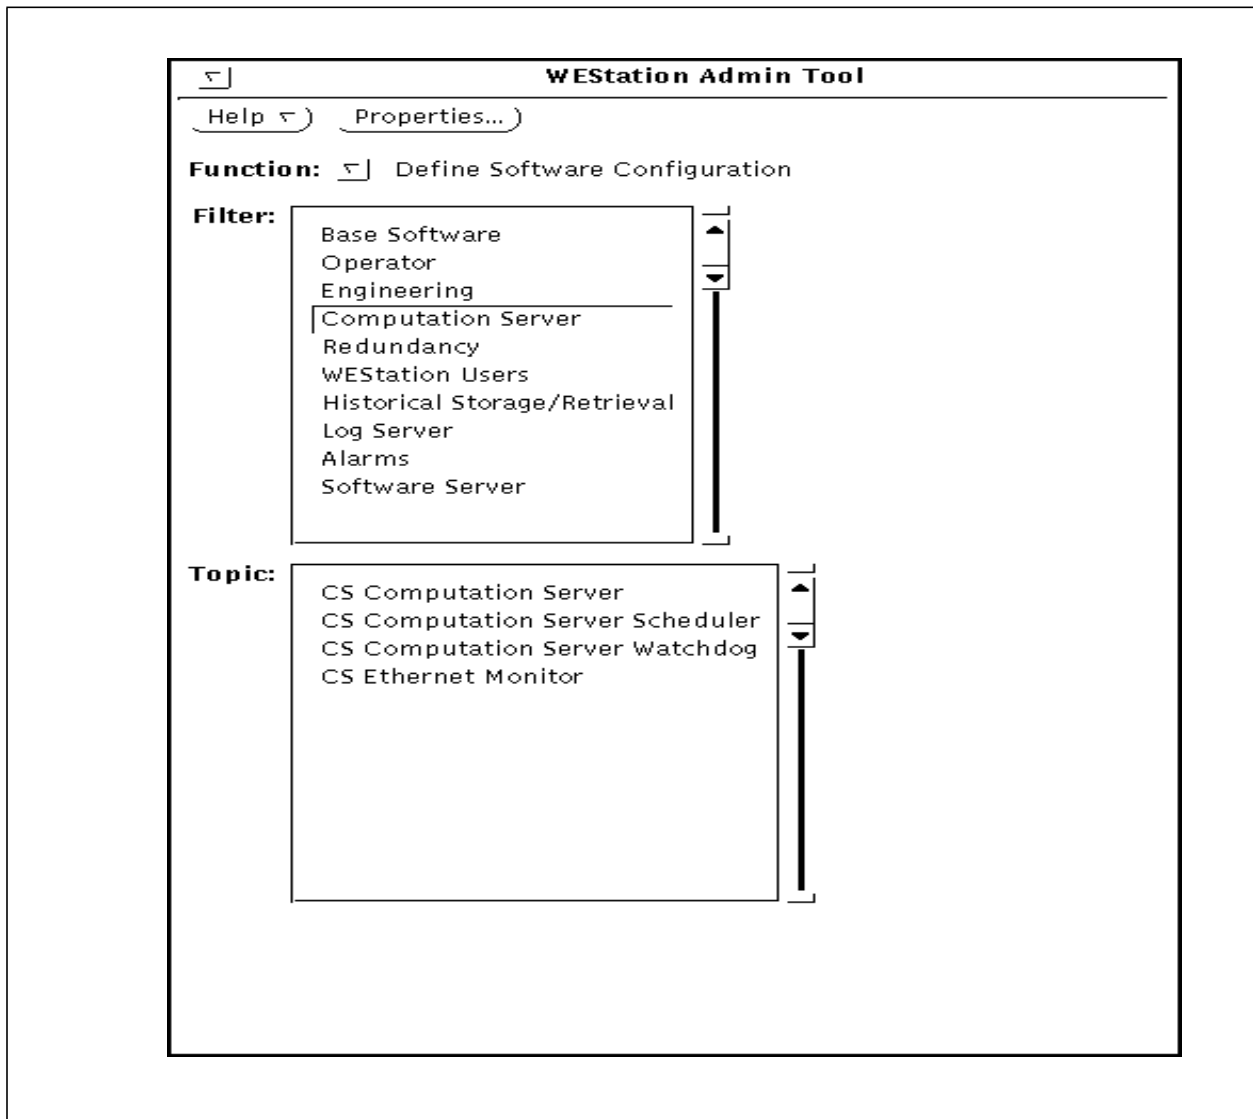 WEStation Admin Tool
Help Properties...
Function: Define Software Configuration
Filter:
Base Software
Operator
Engineering
Computation Server
Redundancy
WEStation Users
Historical Storage/Retrieval
Log Server
Alarms
Software Server
Topic:
CS Computation Server
CS Computation Server Scheduler
CS Computation Server Watchdog
CS Ethernet Monitor